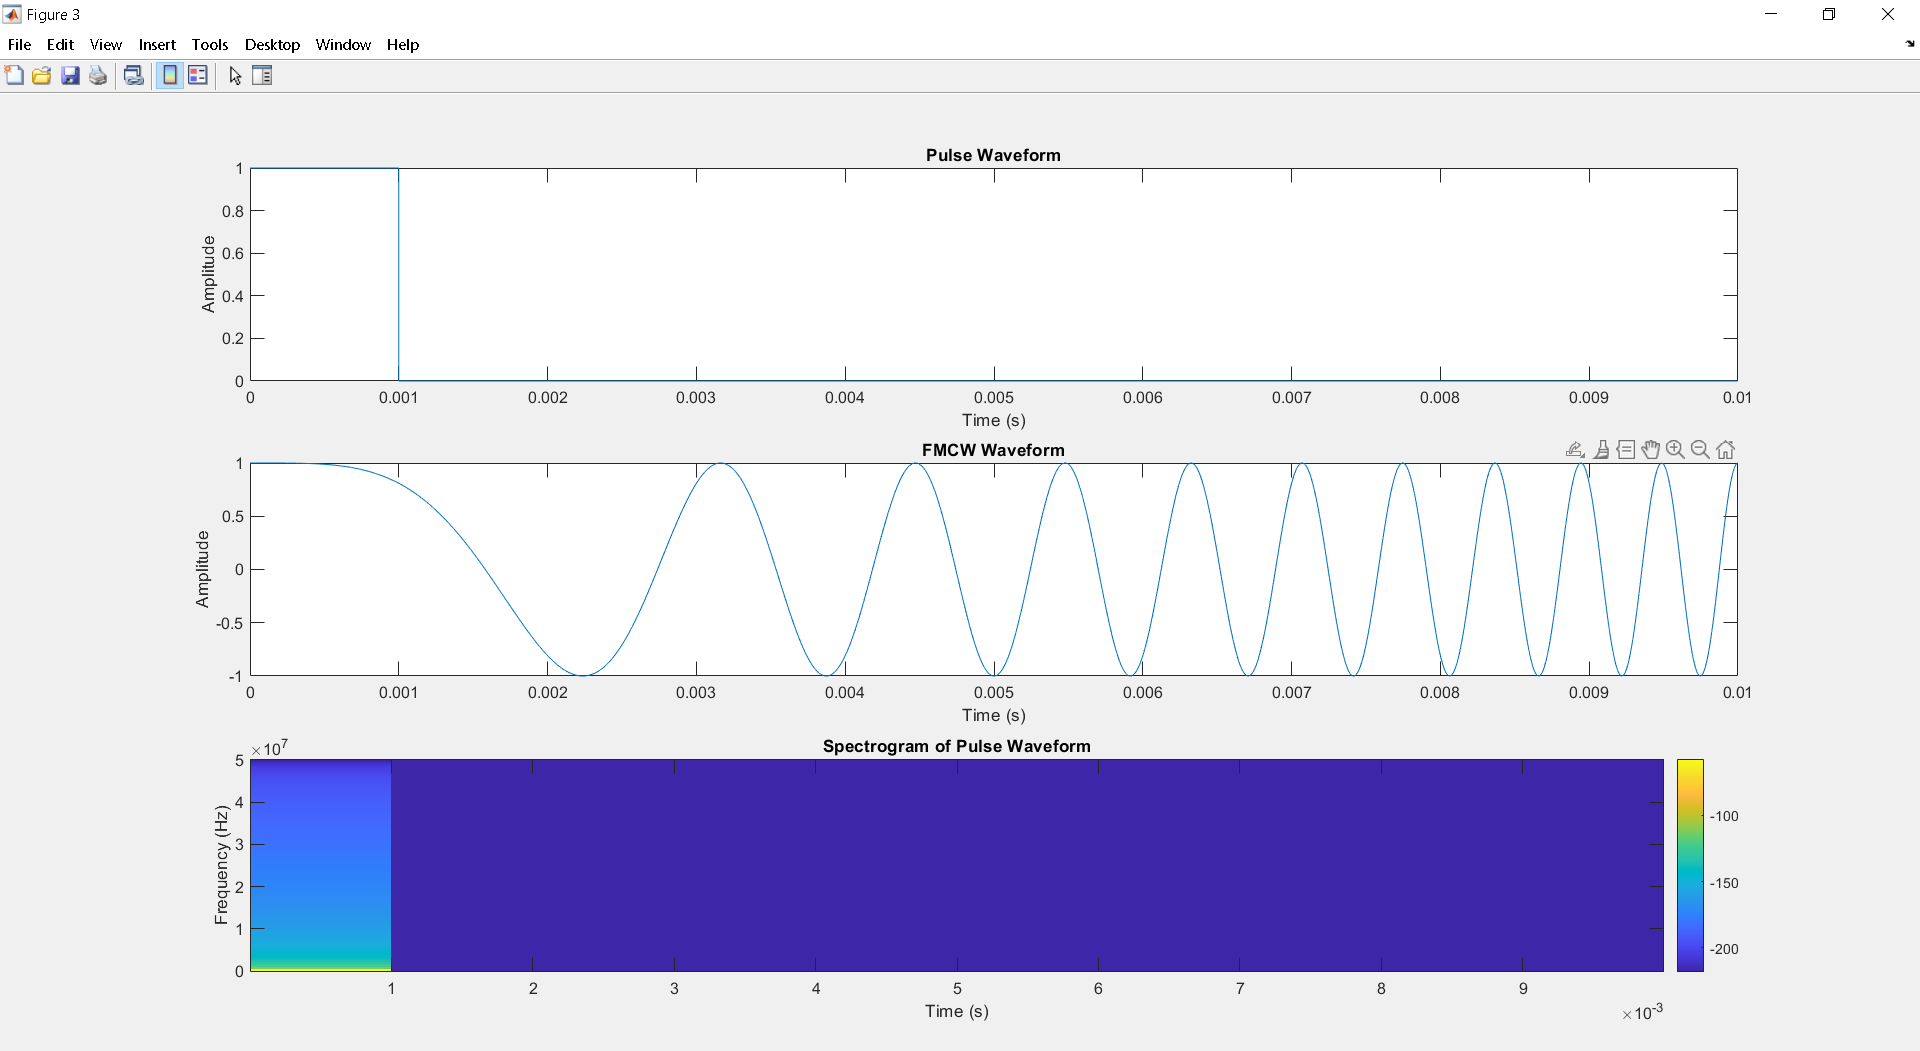 Figure 3
File Edit View Insert Tools Desktop Window Help
Pulse Waveform
1
0.8
0.6
0.4
0.2
0
Amplitude
0 0.001 0.002 0.003 0.004 0.005 0.006 0.007 0.008 0.009 0.01
Time (s)
FMCW Waveform
1
0.5
0
-0.5
-1
Amplitude
0 0.001 0.002 0.003 0.004 0.005 0.006 0.007 0.008 0.009 0.01
Time (s)
Spectrogram of Pulse Waveform
×10^7
5
4
3
2
1
0
Frequency (Hz)
-100
-150
-200
1 2 3 4 5 6 7 8 9
Time (s)
×10^-3